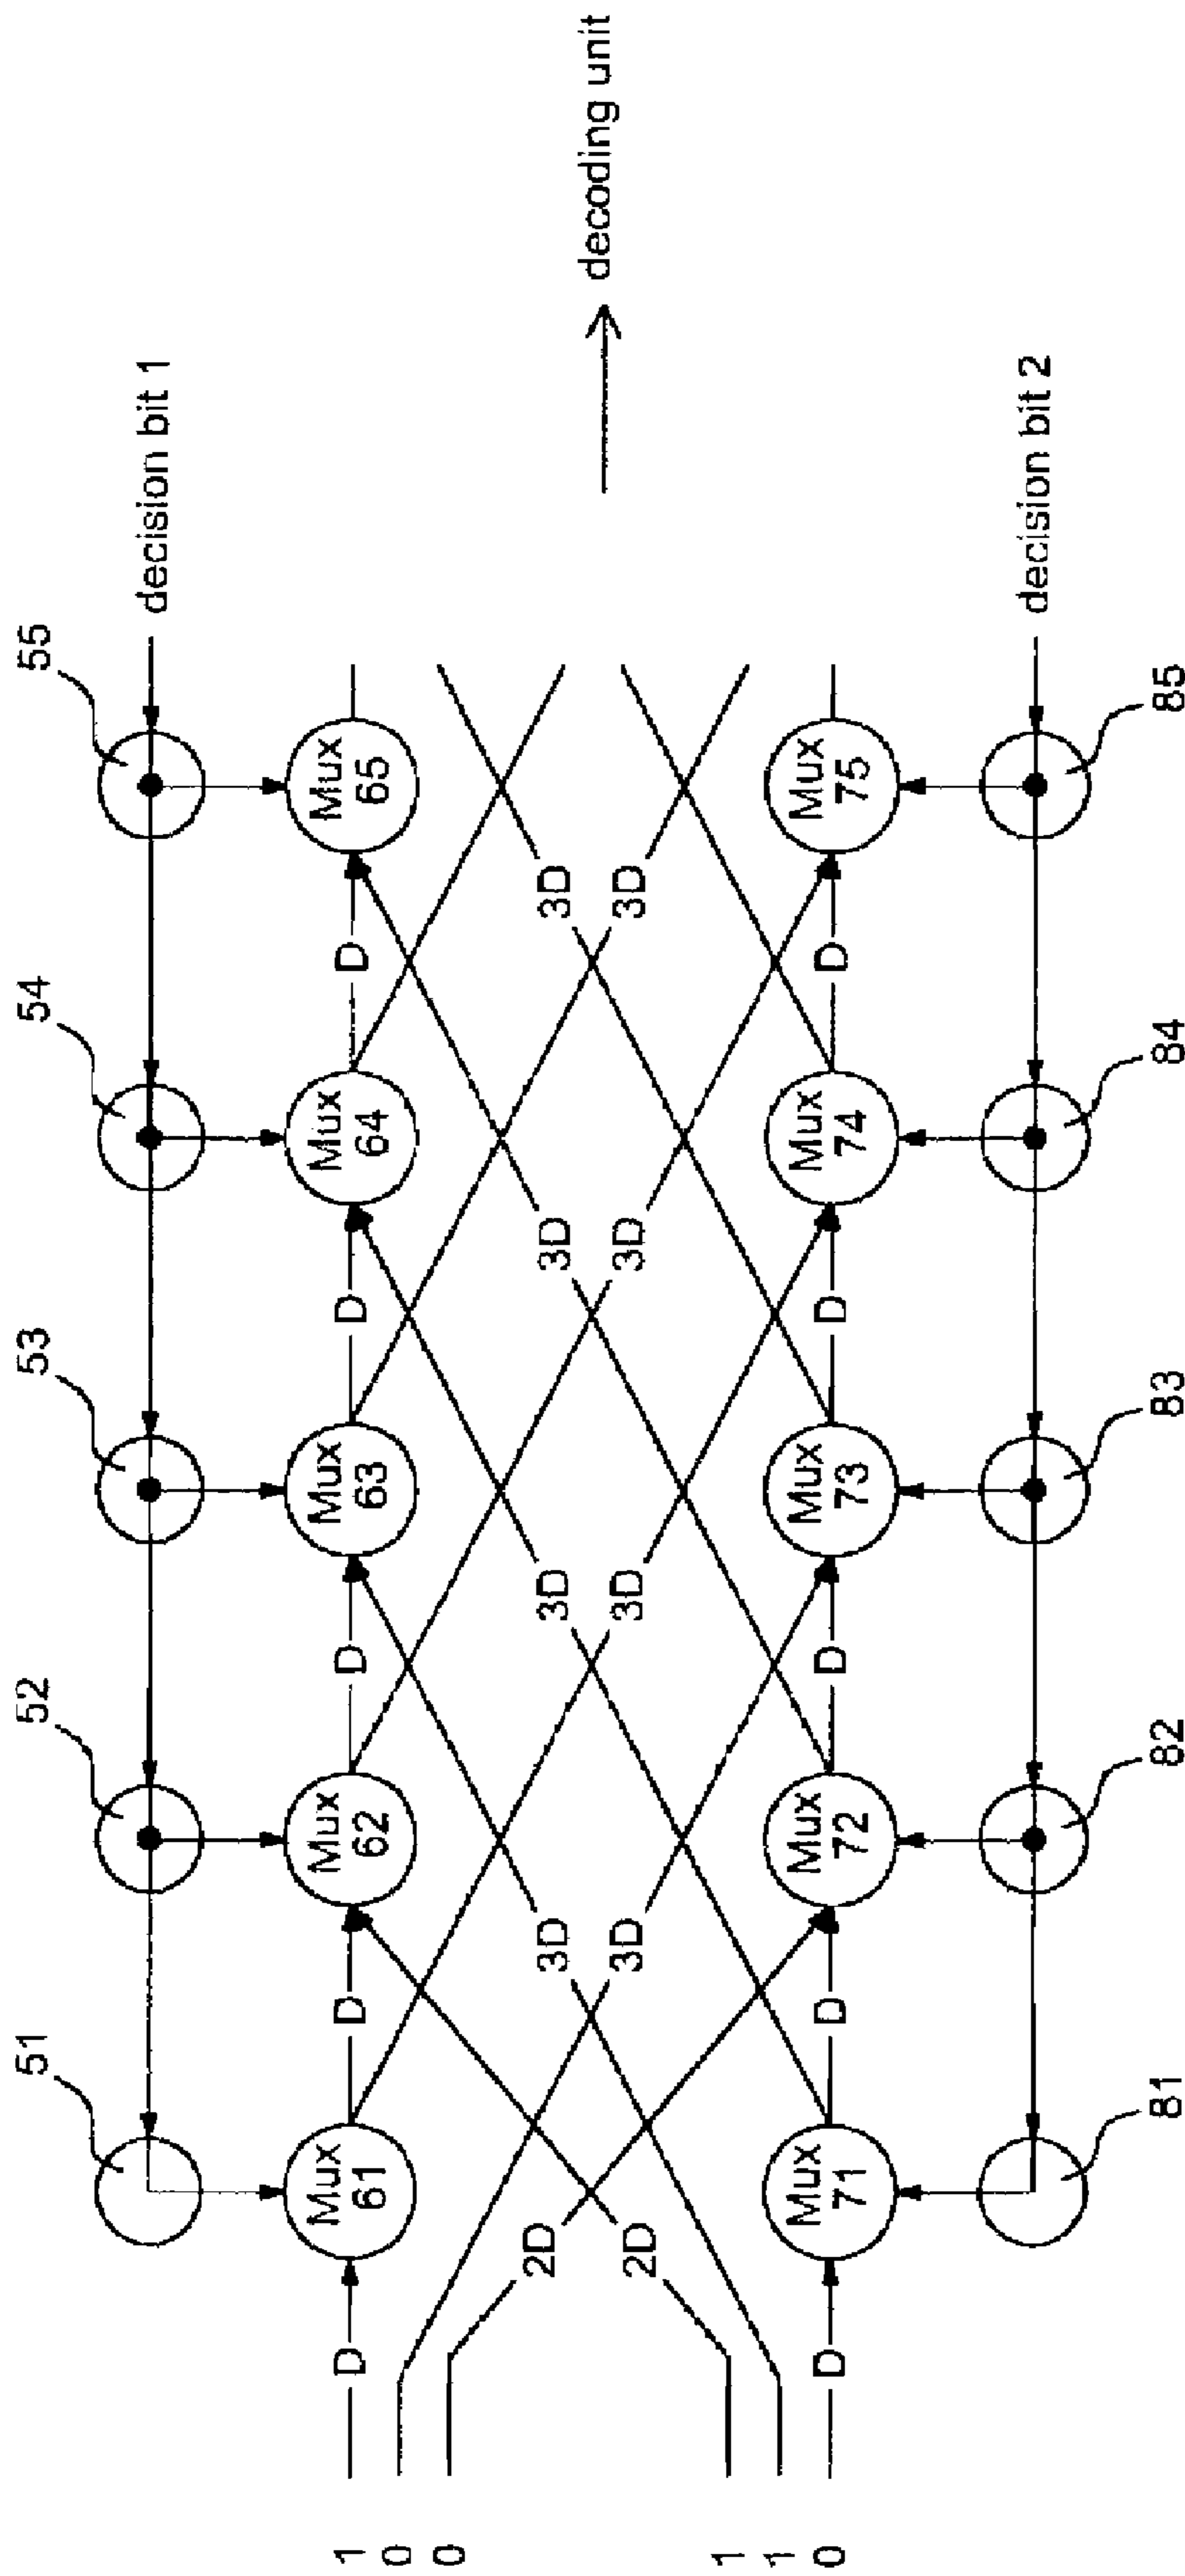 51 52 53 54 55
decision bit 1
Mux Mux Mux Mux Mux
1 D 61 D 62 D 63 D 64 D 65
0
0
2D 3D 3D 3D 3D
decoding unit
2D 3D 3D 3D 3D
1
1
Mux Mux Mux Mux Mux
0 D 71 D 72 D 73 D 74 D 75
decision bit 2
81 82 83 84 85